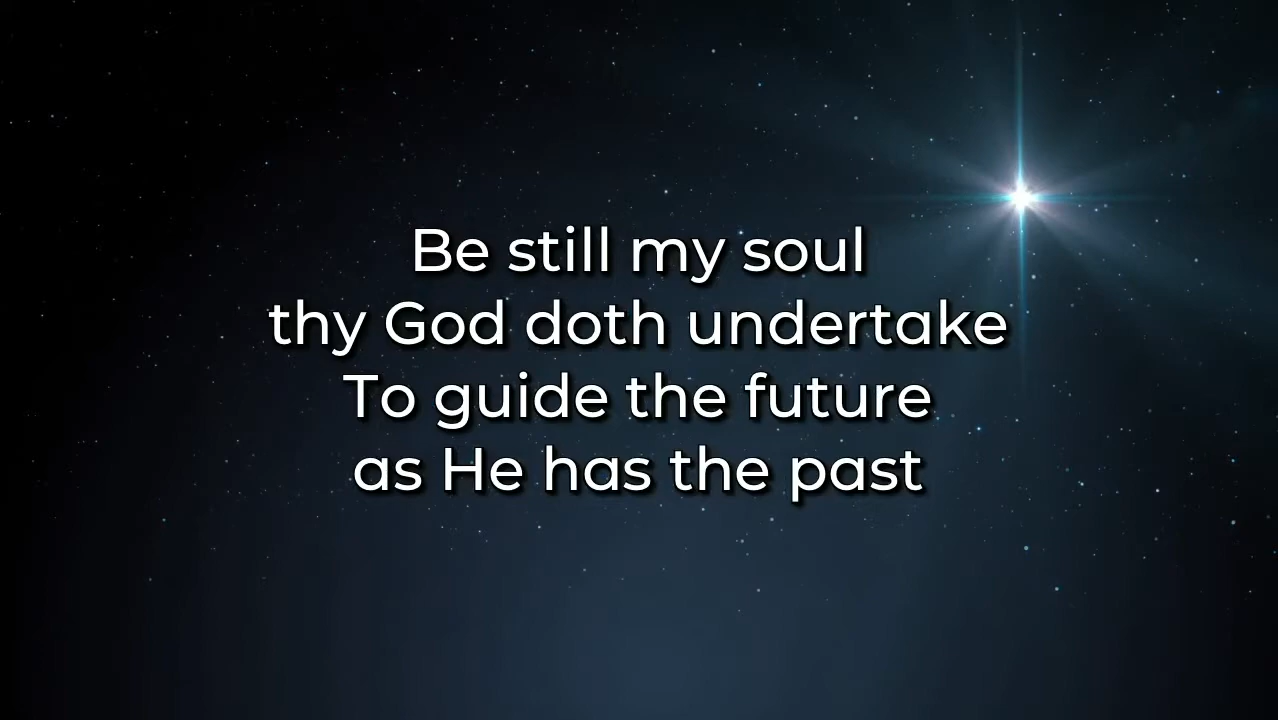 Be still my soul
thy God doth undertake
To guide the future
as He has the past